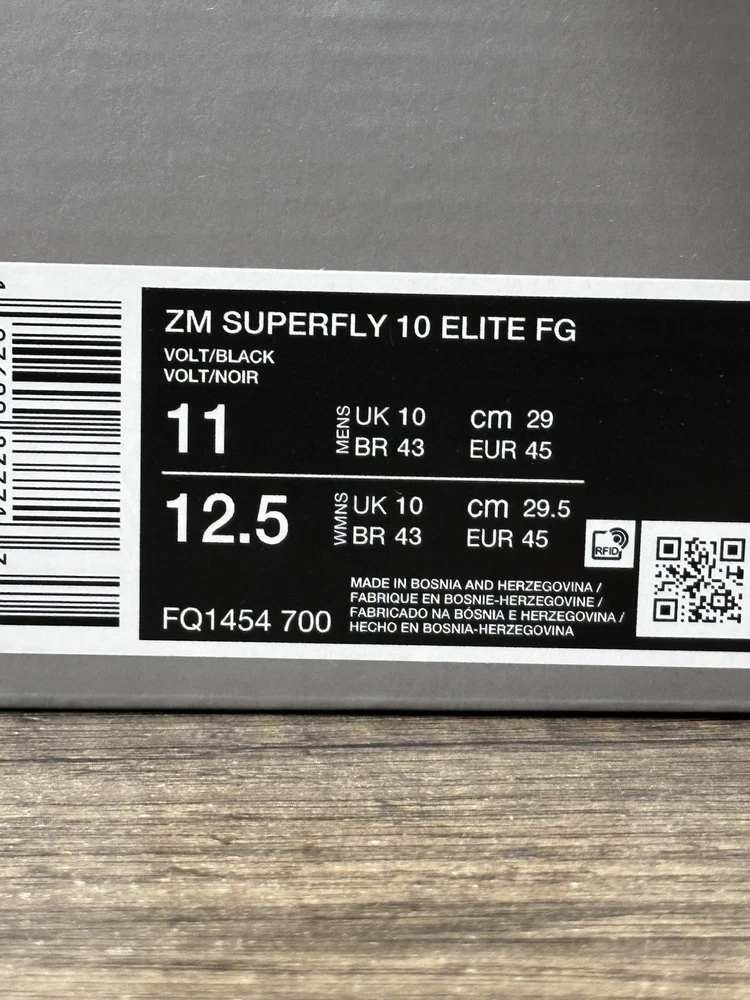 ZM SUPERFLY 10 ELITE FG
VOLT/BLACK
VOLT/NOIR
11 MENS UK 10 cm 29
BR 43 EUR 45
12.5 WMNS UK 10 cm 29.5
BR 43 EUR 45
RFID
FQ1454 700
MADE IN BOSNIA AND HERZEGOVINA /
FABRIQUE EN BOSNIE-HERZEGOVINE /
FABRICADO NA BÓSNIA E HERZEGOVINA /
HECHO EN BOSNIA-HERZEGOVINA